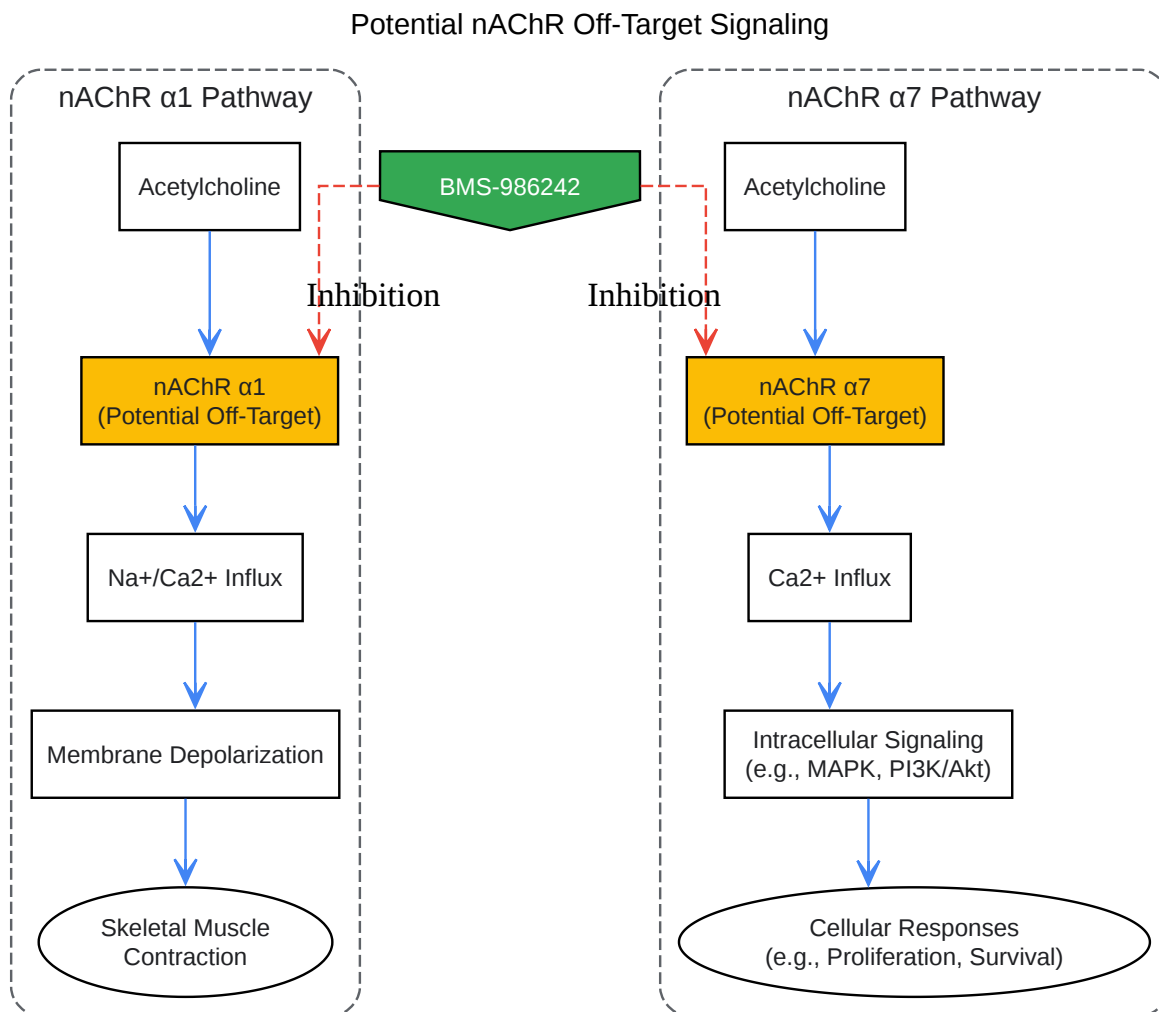 Potential nAChR Off-Target Signaling
nAChR α1 Pathway
nAChR α7 Pathway
Acetylcholine
BMS-986242
Acetylcholine
Inhibition
Inhibition
nAChR α1
(Potential Off-Target)
nAChR α7
(Potential Off-Target)
Na+/Ca2+ Influx
Ca2+ Influx
Membrane Depolarization
Intracellular Signaling
(e.g., MAPK, PI3K/Akt)
Skeletal Muscle
Contraction
Cellular Responses
(e.g., Proliferation, Survival)